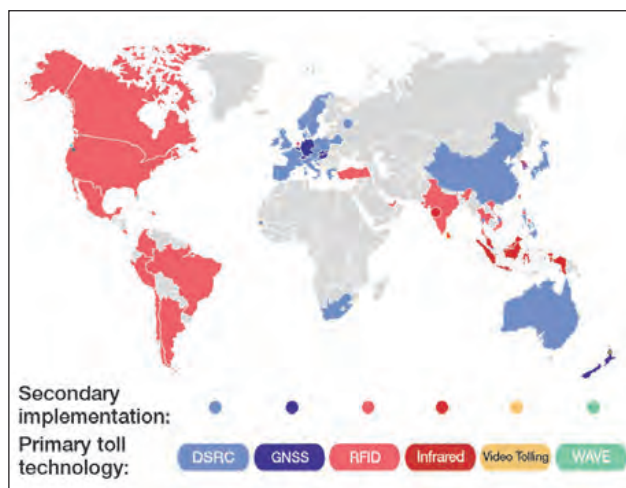 Secondary
implementation:
Primary toll
technology:
DSRC
GNSS
RFID
Infrared
Video Tolling
WAVE